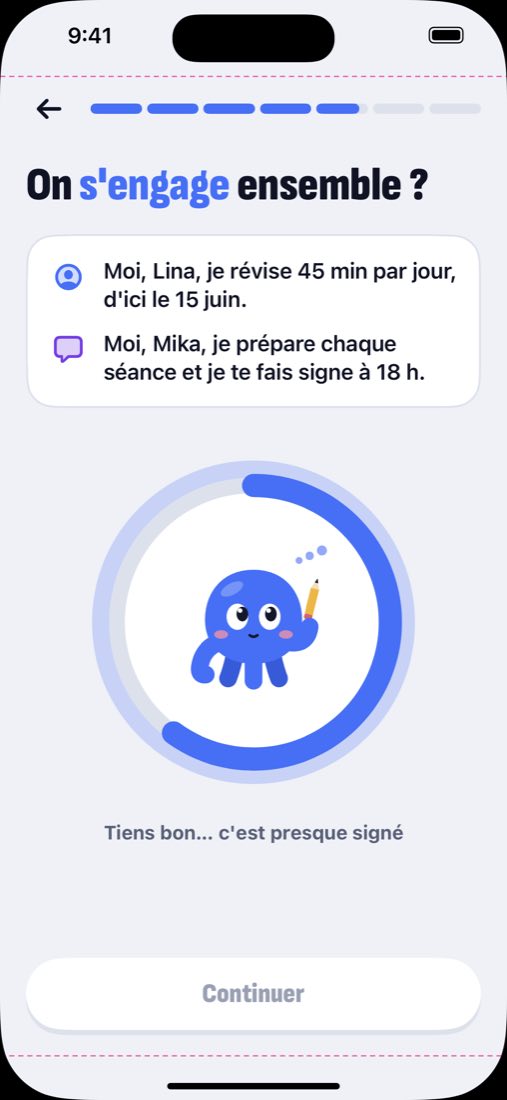 9:41
On s'engage ensemble ?
Moi, Lina, je révise 45 min par jour,
d'ici le 15 juin.
Moi, Mika, je prépare chaque
séance et je te fais signe à 18 h.
Tiens bon... c'est presque signé
Continuer